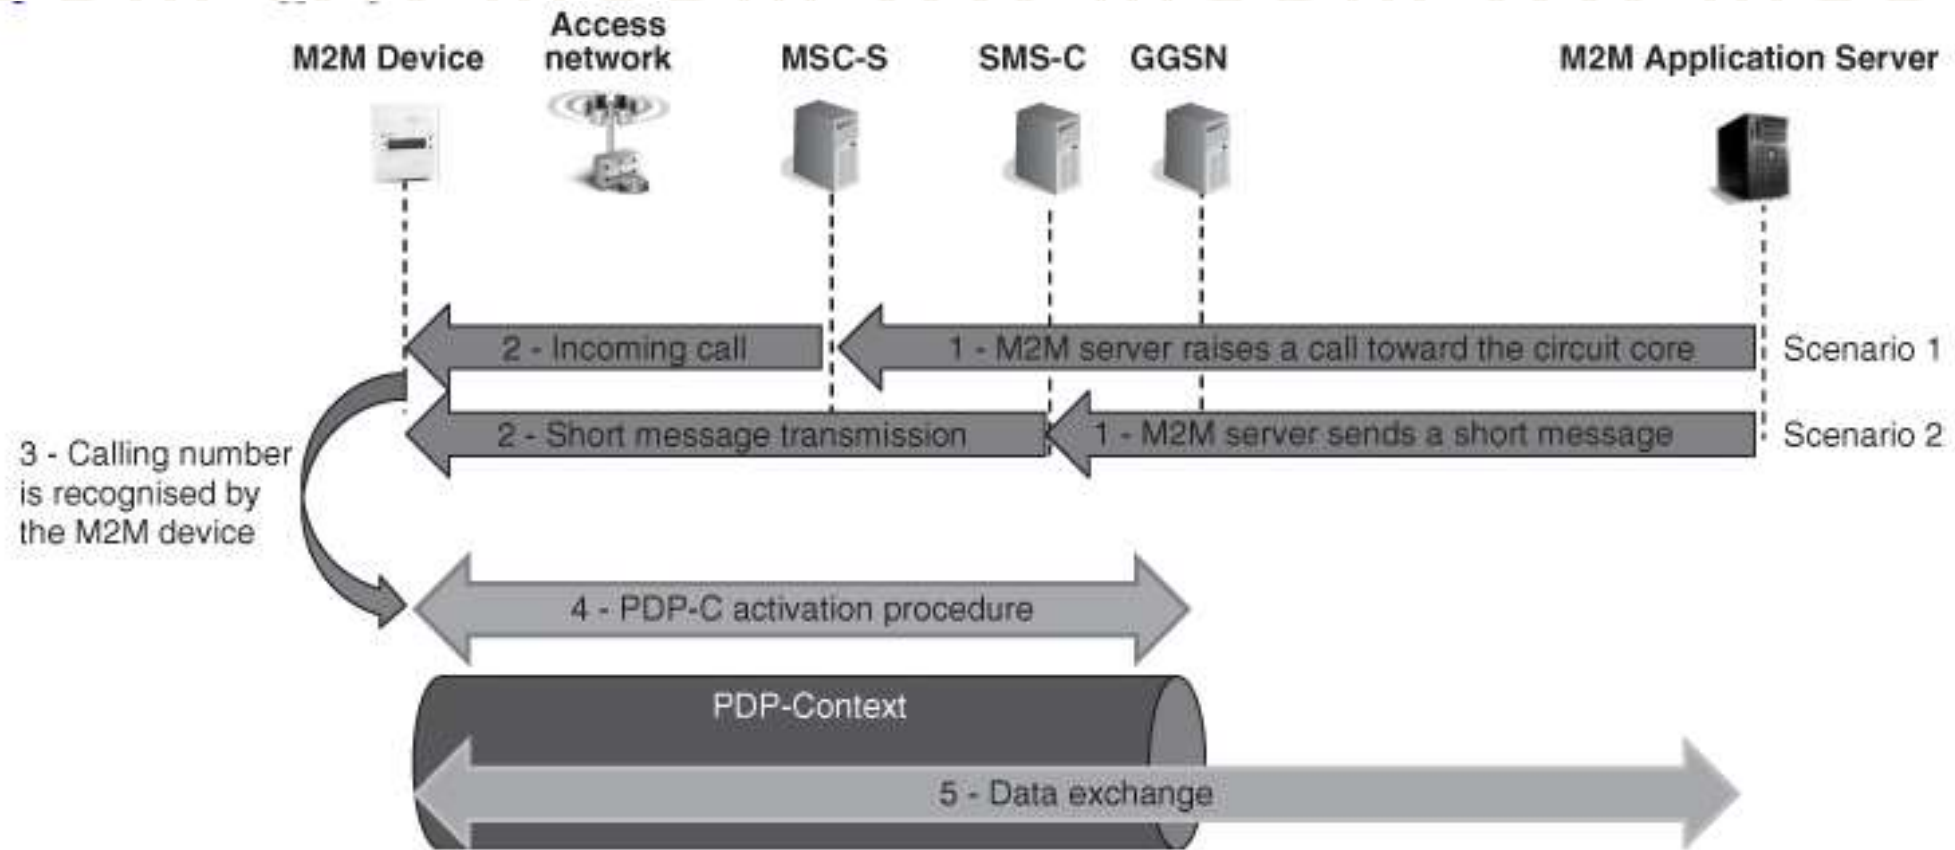 Access
M2M Device network MSC-S SMS-C GGSN M2M Application Server
2 - Incoming call 1 - M2M server raises a call toward the circuit core Scenario 1
2 - Short message transmission 1 - M2M server sends a short message Scenario 2
3 - Calling number
is recognised by
the M2M device
4 - PDP-C activation procedure
PDP-Context
5 - Data exchange